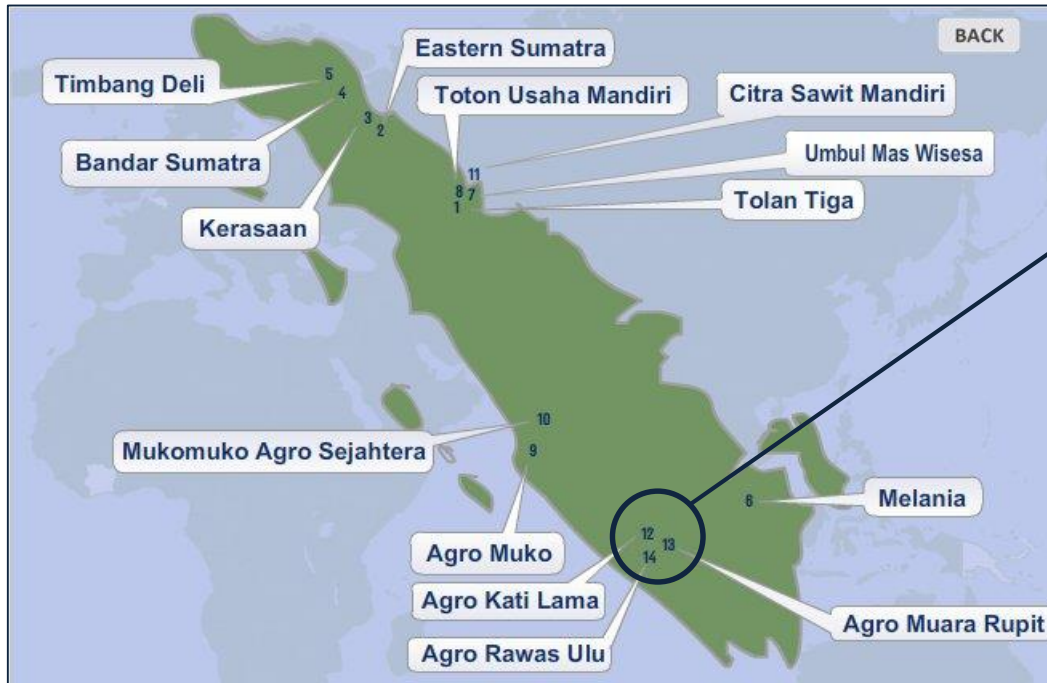 BACK
Eastern Sumatra
Timbang Deli
5
Toton Usaha Mandiri
Citra Sawit Mandiri
4
3
2
Bandar Sumatra
Umbul Mas Wisesa
11
8
7
Tolan Tiga
1
Kerasaan
10
Mukomuko Agro Sejahtera
9
6
Melania
12
13
14
Agro Muko
Agro Kati Lama
Agro Muara Rupit
Agro Rawas Ulu